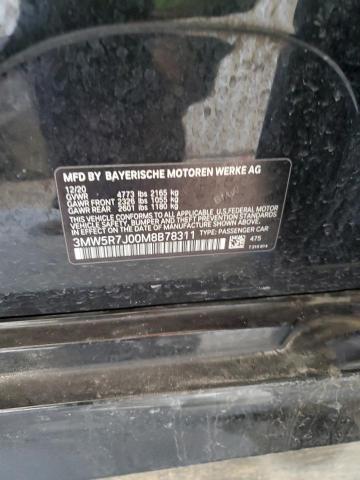 MFD BY BAYERISCHE MOTOREN WERKE AG
12/20
GVWR 4773 lbs 2165 kg
GAWR FRONT 2326 lbs 1055 kg
GAWR REAR 2601 lbs 1180 kg
THIS VEHICLE CONFORMS TO ALL APPLICABLE U.S. FEDERAL MOTOR
VEHICLE SAFETY, BUMPER, AND THEFT PREVENTION STANDARDS
IN EFFECT ON THE DATE OF MANUFACTURE SHOWN ABOVE.
3MW5R7J00M8B78311 TYPE: PASSENGER CAR
475